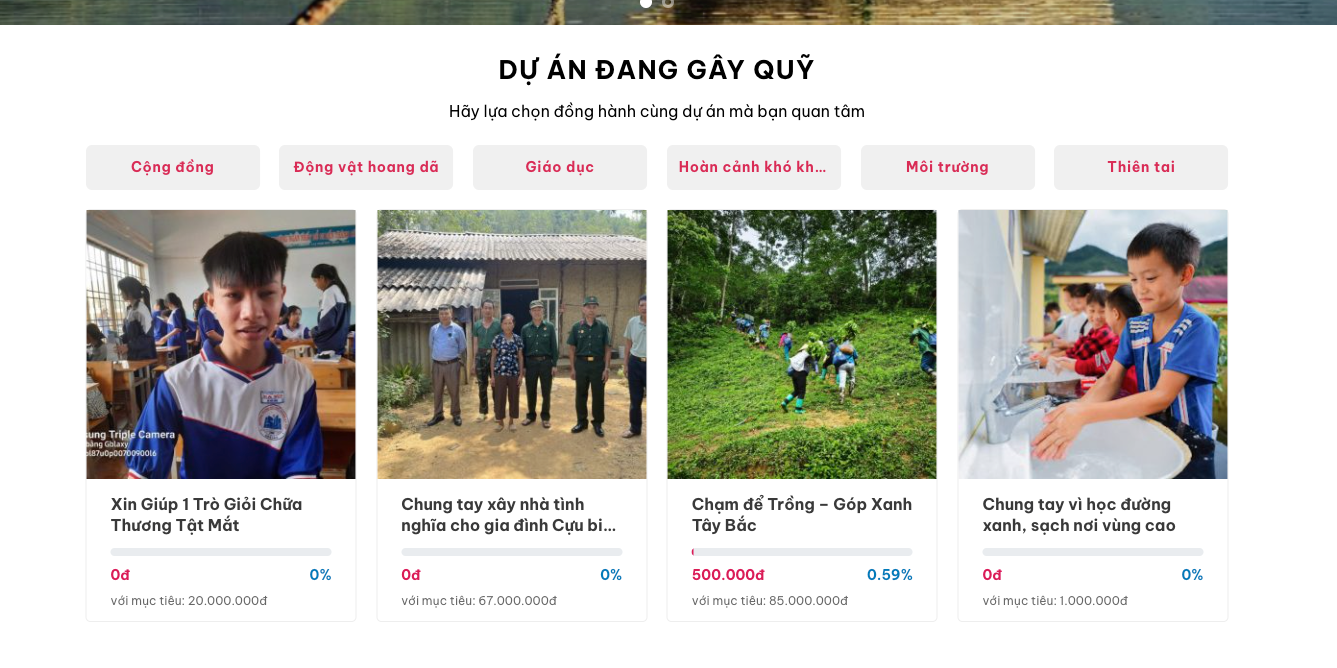 DỰ ÁN ĐANG GÂY QUỸ
Hãy lựa chọn đồng hành cùng dự án mà bạn quan tâm
Cộng đồng
Động vật hoang dã
Giáo dục
Hoàn cảnh khó kh...
Môi trường
Thiên tai
sung Triple Camera
Xin Giúp 1 Trò Giỏi Chữa
Thương Tật Mắt
0đ 0%
với mục tiêu: 20.000.000đ
Chung tay xây nhà tình
nghĩa cho gia đình Cựu bi...
0đ 0%
với mục tiêu: 67.000.000đ
Chạm để Trồng – Góp Xanh
Tây Bắc
500.000đ 0.59%
với mục tiêu: 85.000.000đ
Chung tay vì học đường
xanh, sạch nơi vùng cao
0đ 0%
với mục tiêu: 1.000.000đ